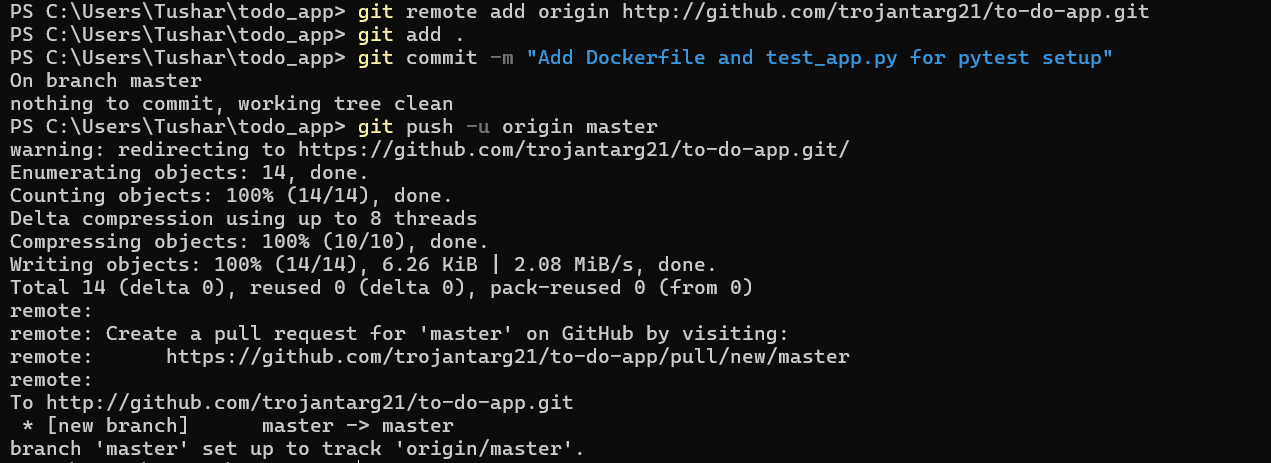 PS C:\Users\Tushar\todo_app> git remote add origin http://github.com/trojantarg21/to-do-app.git
PS C:\Users\Tushar\todo_app> git add .
PS C:\Users\Tushar\todo_app> git commit -m "Add Dockerfile and test_app.py for pytest setup"
On branch master
nothing to commit, working tree clean
PS C:\Users\Tushar\todo_app> git push -u origin master
warning: redirecting to https://github.com/trojantarg21/to-do-app.git/
Enumerating objects: 14, done.
Counting objects: 100% (14/14), done.
Delta compression using up to 8 threads
Compressing objects: 100% (10/10), done.
Writing objects: 100% (14/14), 6.26 KiB | 2.08 MiB/s, done.
Total 14 (delta 0), reused 0 (delta 0), pack-reused 0 (from 0)
remote:
remote: Create a pull request for 'master' on GitHub by visiting:
remote:      https://github.com/trojantarg21/to-do-app/pull/new/master
remote:
To http://github.com/trojantarg21/to-do-app.git
 * [new branch]      master -> master
branch 'master' set up to track 'origin/master'.